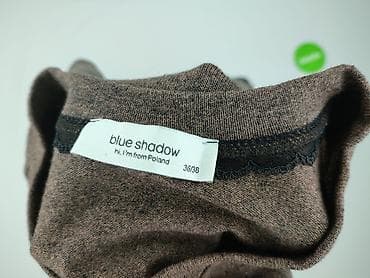 blue shadow
hi, I'm from Poland
36/38